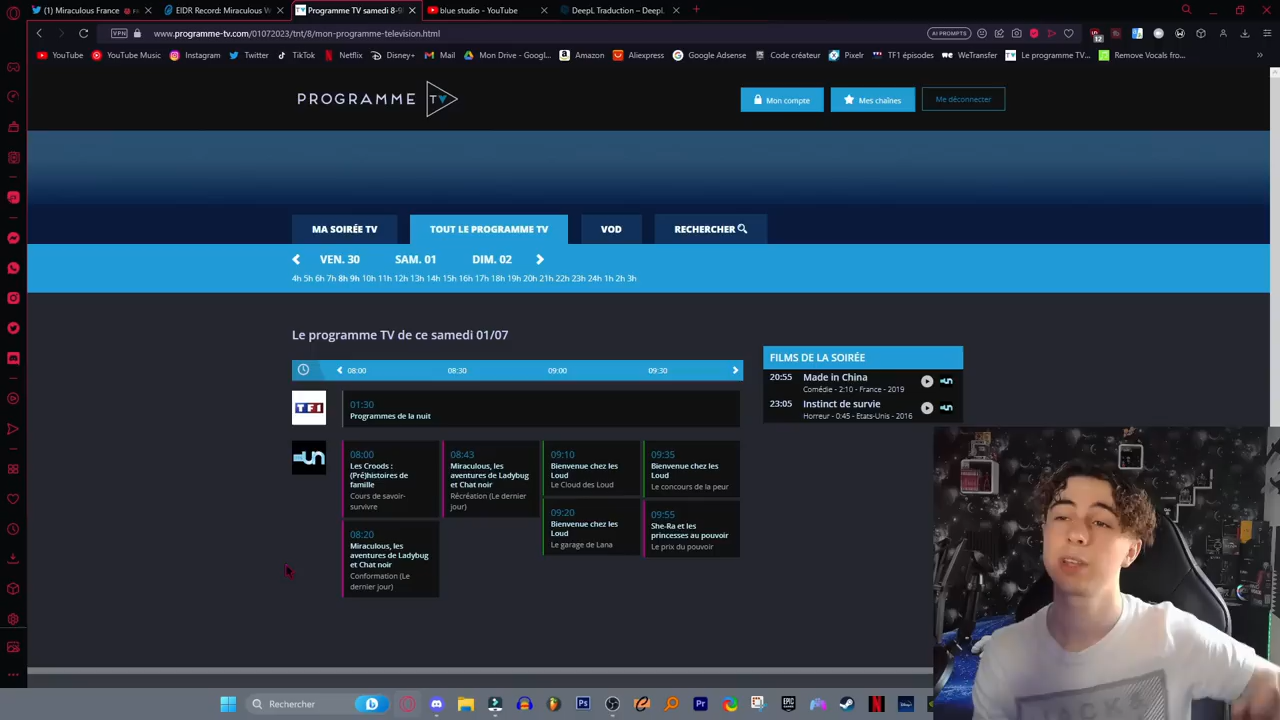 (1) Miraculous France
EIDR Record: Miraculous W
Programme TV samedi 8-9
blue studio - YouTube
DeepL Traduction – DeepL
VPN
www.programme-tv.com/01072023/tnt/8/mon-programme-television.html
AI PROMPTS
12
YouTube
YouTube Music
Instagram
Twitter
TikTok
Netflix
Disney+
Mail
Mon Drive - Googl...
Amazon
Aliexpress
Google Adsense
Code créateur
Pixelr
TF1 épisodes
WeTransfer
Le programme TV...
Remove Vocals fro...
PROGRAMME TV
Mon compte
Mes chaînes
Me déconnecter
MA SOIRÉE TV
TOUT LE PROGRAMME TV
VOD
RECHERCHER
VEN. 30
SAM. 01
DIM. 02
4h 5h 6h 7h 8h 9h 10h 11h 12h 13h 14h 15h 16h 17h 18h 19h 20h 21h 22h 23h 24h 1h 2h 3h
Le programme TV de ce samedi 01/07
08:00
08:30
09:00
09:30
TF1
01:30
Programmes de la nuit
un
08:00
Les Croods :
(Pré)histoires de
famille
Cours de savoir-
survivre
08:20
Miraculous, les
aventures de Ladybug
et Chat noir
Conformation (Le
dernier jour)
08:43
Miraculous, les
aventures de Ladybug
et Chat noir
Récréation (Le dernier
jour)
09:10
Bienvenue chez les
Loud
Le Cloud des Loud
09:20
Bienvenue chez les
Loud
Le garage de Lana
09:35
Bienvenue chez les
Loud
Le concours de la peur
09:55
She-Ra et les
princesses au pouvoir
Le prix du pouvoir
FILMS DE LA SOIRÉE
20:55
Made in China
Comédie - 2:10 - France - 2019
23:05
Instinct de survie
Horreur - 0:45 - Etats-Unis - 2016
Rechercher